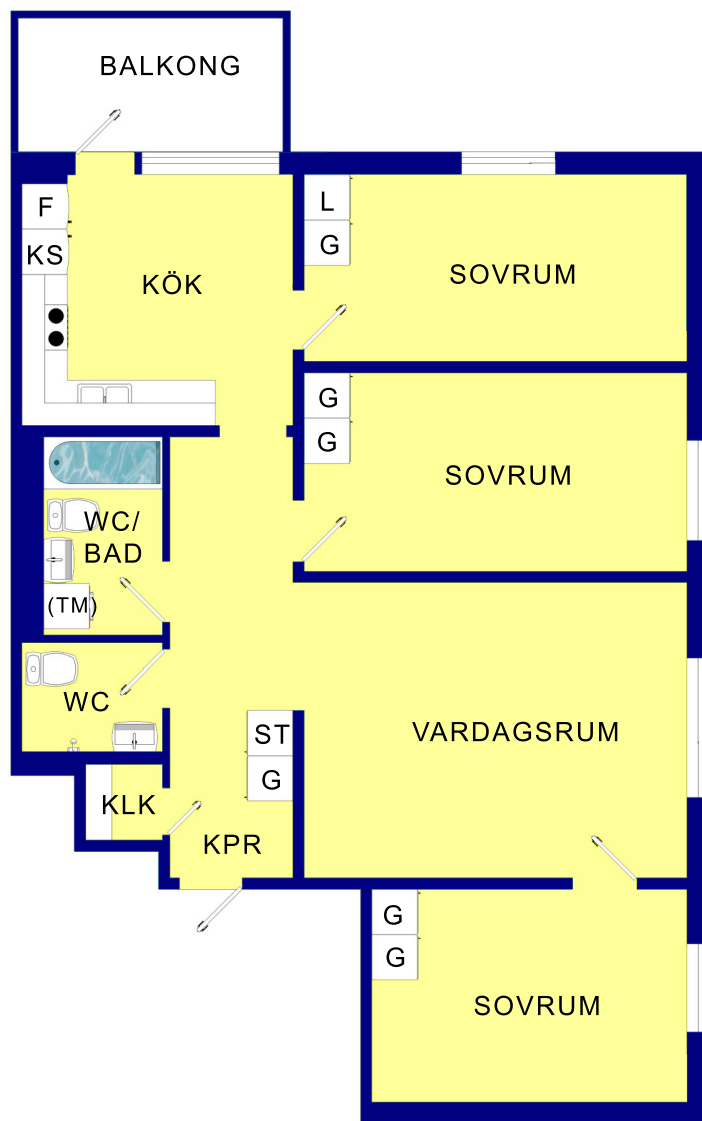 BALKONG
F
KS
KÖK
L
G
SOVRUM
G
G
SOVRUM
WC/
BAD
(TM)
WC
ST
G
VARDAGSRUM
KLK
KPR
G
G
SOVRUM